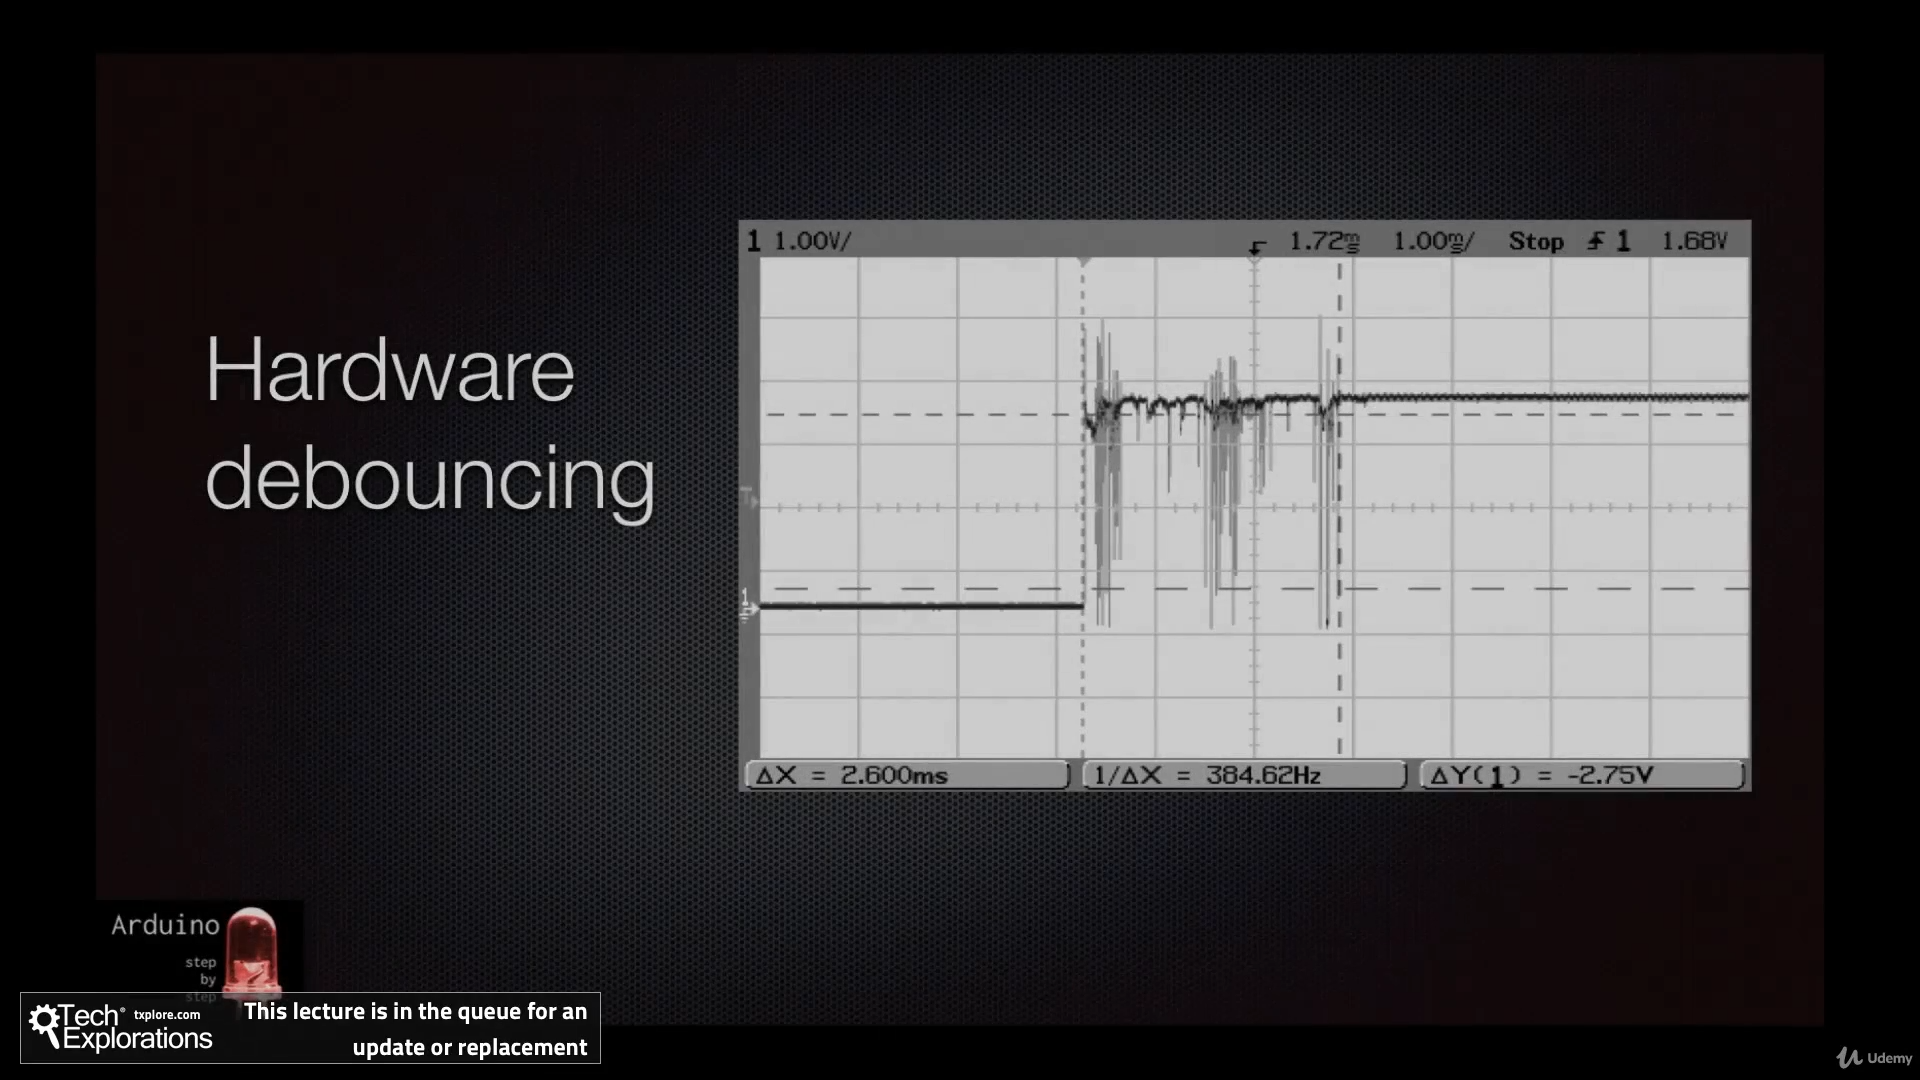 1 1.00V/ 1.72ms 1.00ms/ Stop 1 1.68V
Hardware
debouncing
T
1
ΔX = 2.600ms 1/ΔX = 384.62Hz ΔY(1) = -2.75V
Arduino
step
by
step
Tech txplore.com
Explorations
This lecture is in the queue for an
update or replacement
Udemy